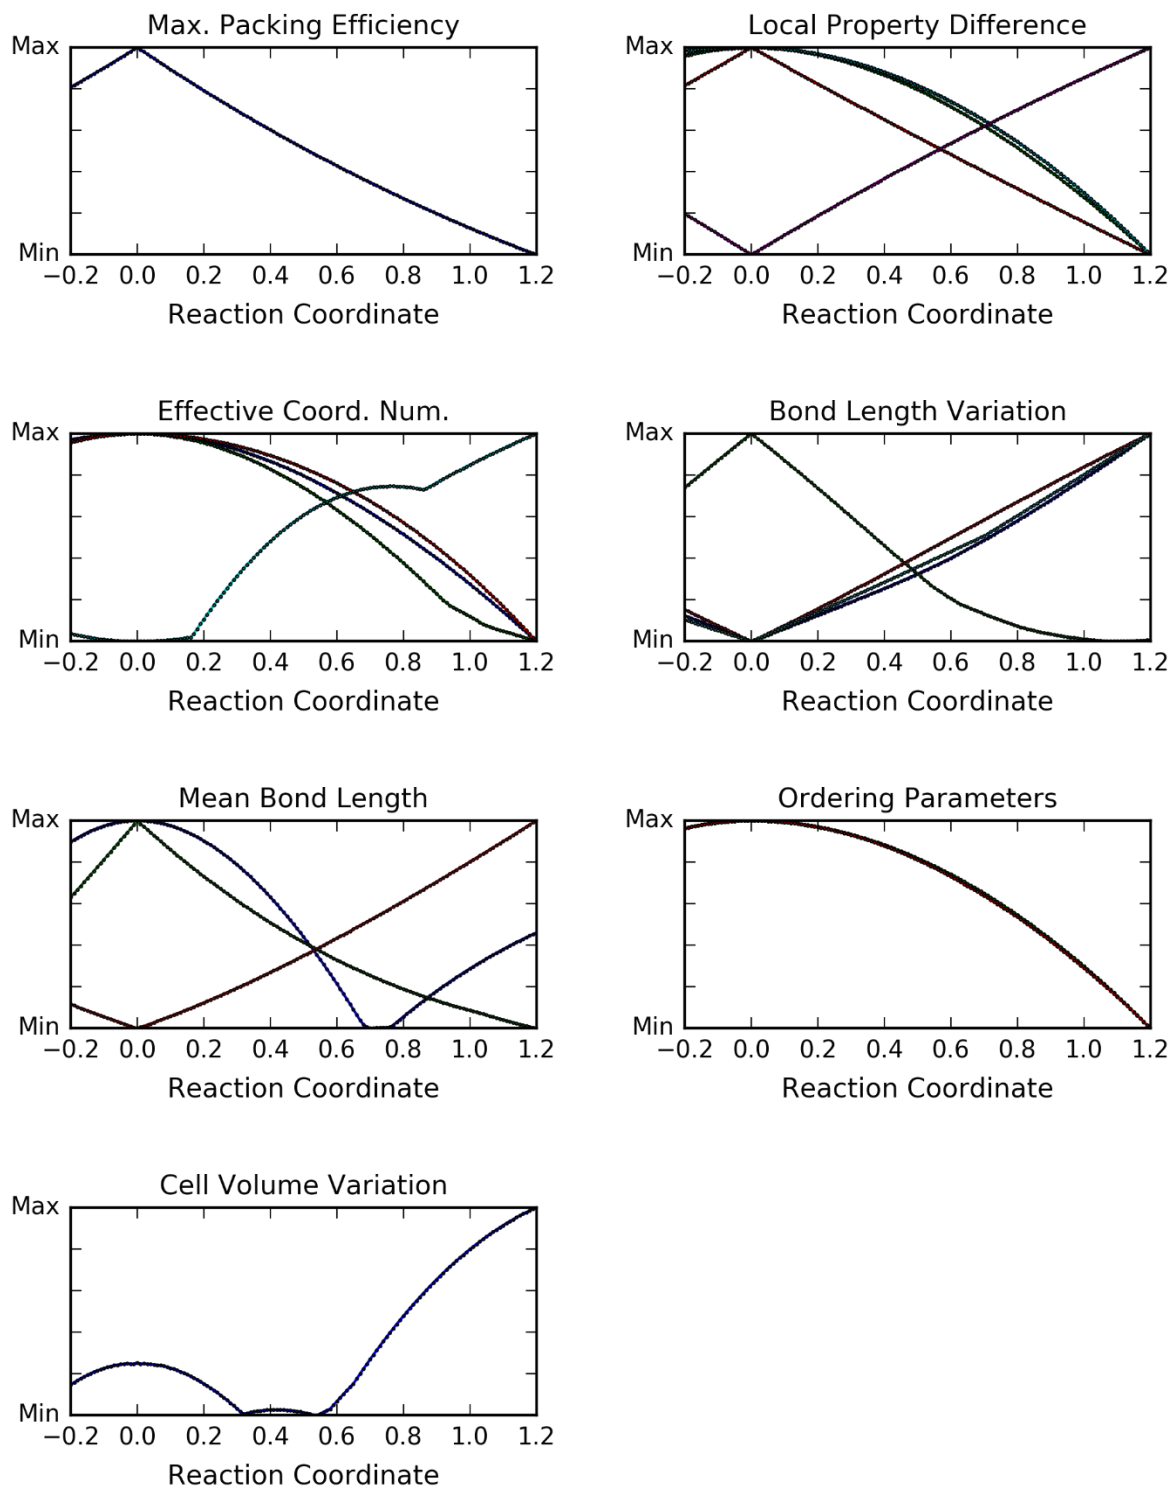 Max. Packing Efficiency
Max
Min
−0.2 0.0 0.2 0.4 0.6 0.8 1.0 1.2
Reaction Coordinate
Local Property Difference
Max
Min
−0.2 0.0 0.2 0.4 0.6 0.8 1.0 1.2
Reaction Coordinate
Effective Coord. Num.
Max
Min
−0.2 0.0 0.2 0.4 0.6 0.8 1.0 1.2
Reaction Coordinate
Bond Length Variation
Max
Min
−0.2 0.0 0.2 0.4 0.6 0.8 1.0 1.2
Reaction Coordinate
Mean Bond Length
Max
Min
−0.2 0.0 0.2 0.4 0.6 0.8 1.0 1.2
Reaction Coordinate
Ordering Parameters
Max
Min
−0.2 0.0 0.2 0.4 0.6 0.8 1.0 1.2
Reaction Coordinate
Cell Volume Variation
Max
Min
−0.2 0.0 0.2 0.4 0.6 0.8 1.0 1.2
Reaction Coordinate